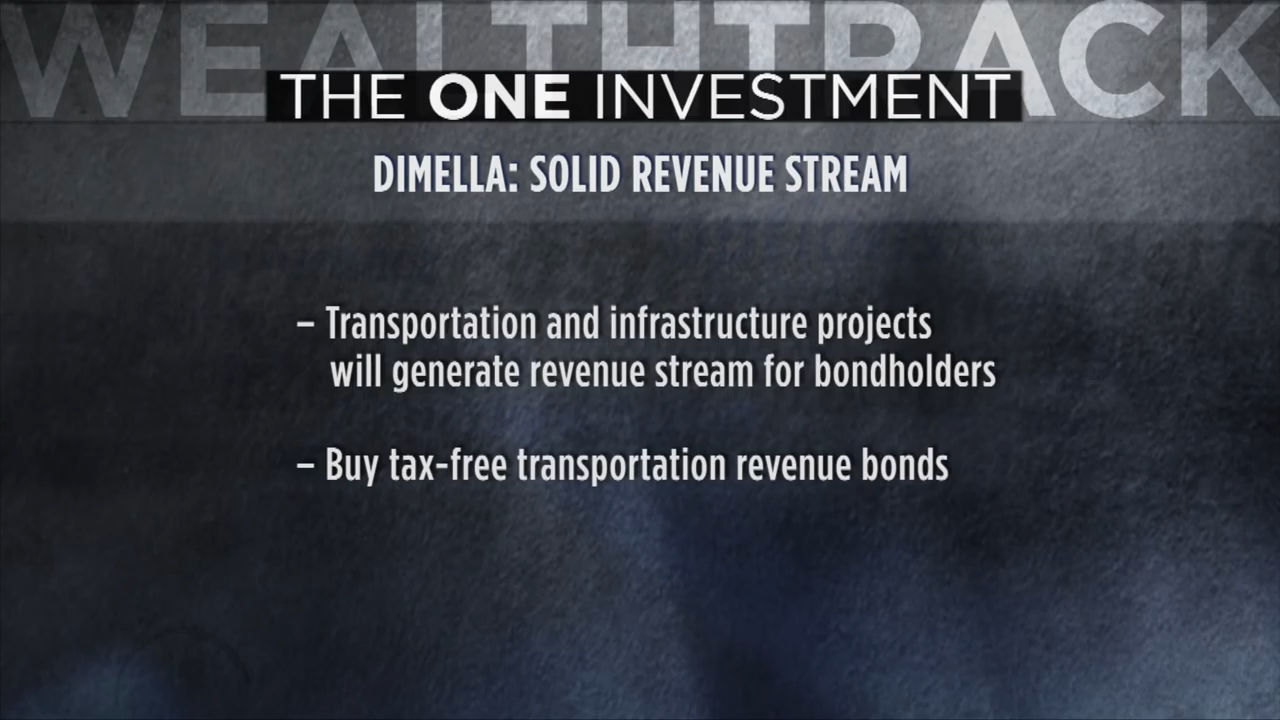 WEALTHTRACK
THE ONE INVESTMENT
DIMELLA: SOLID REVENUE STREAM
– Transportation and infrastructure projects
will generate revenue stream for bondholders
– Buy tax-free transportation revenue bonds